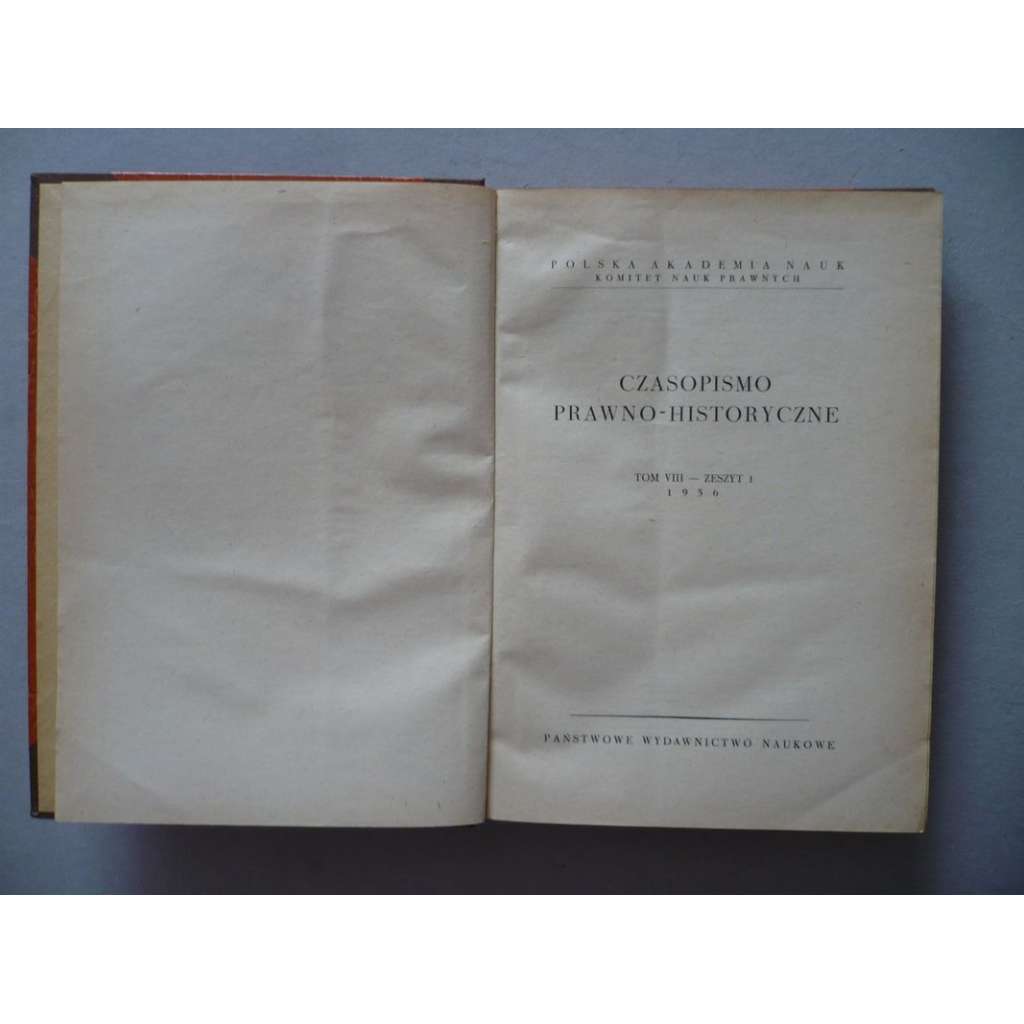 POLSKA AKADEMIA NAUK
KOMITET NAUK PRAWNYCH
CZASOPISMO
PRAWNO-HISTORYCZNE
TOM VIII — ZESZYT 1
1956
PAŃSTWOWE WYDAWNICTWO NAUKOWE